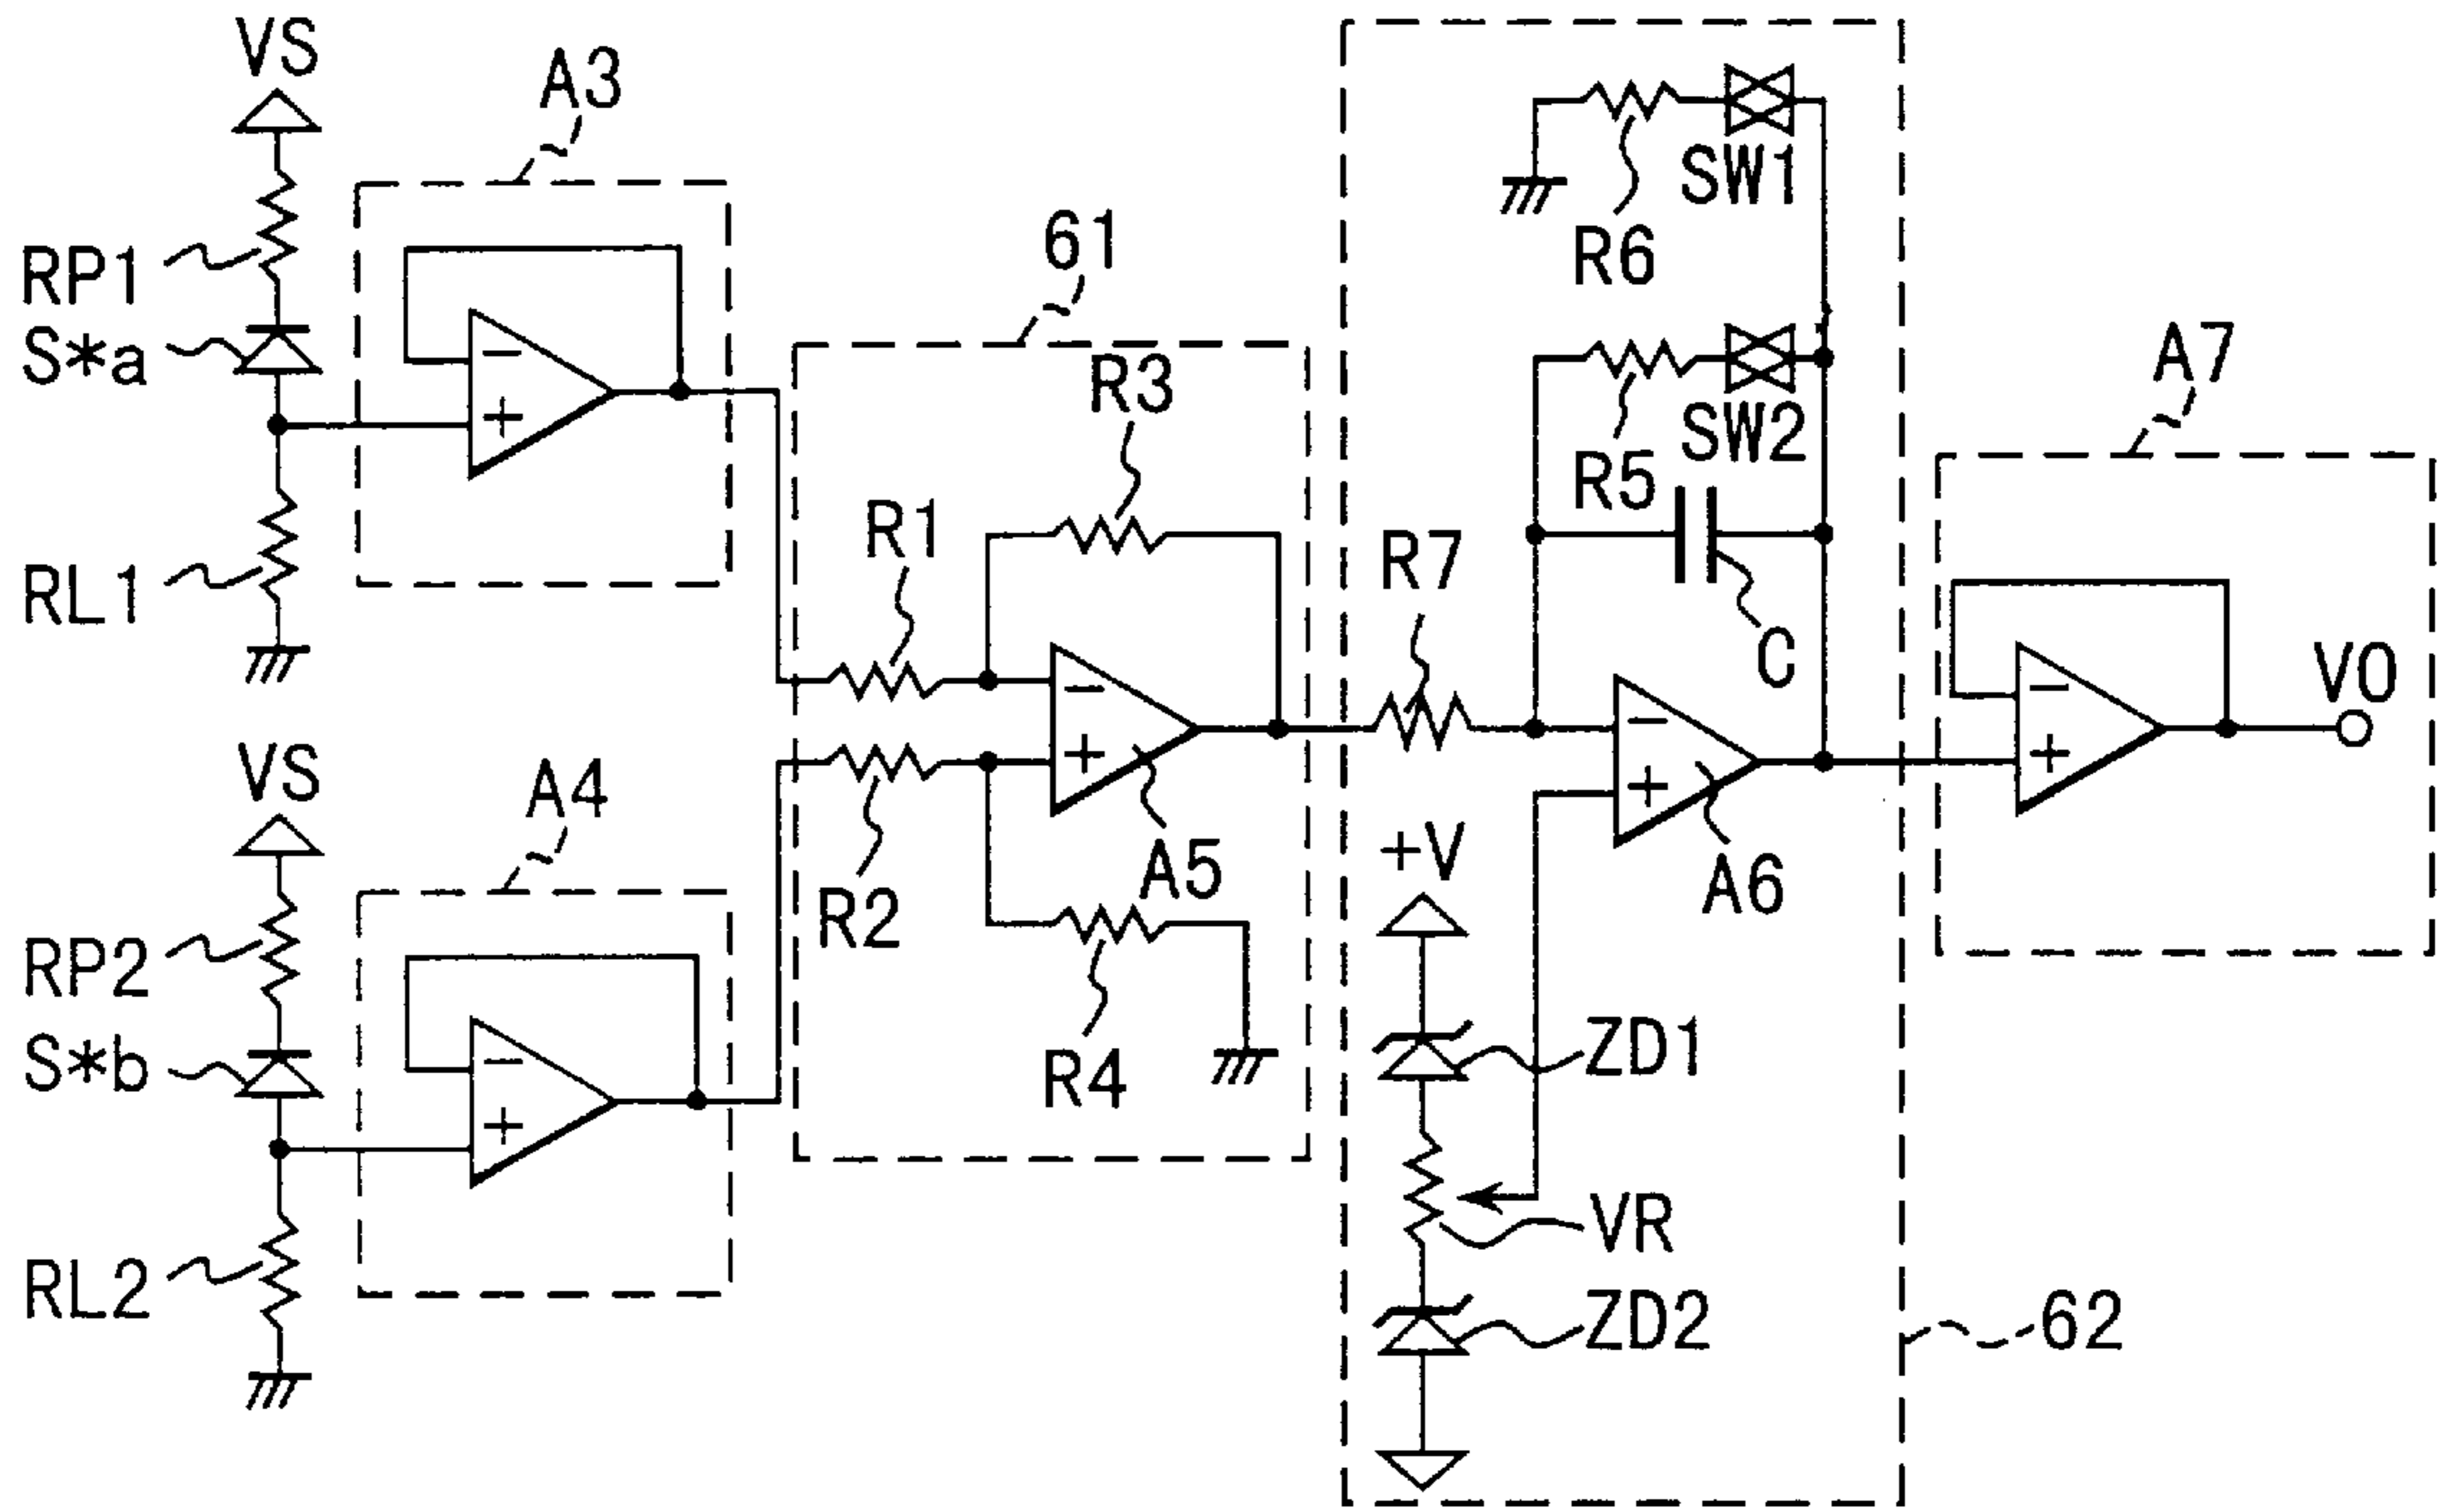 VS
A3
RP1
S*a
RL1
61
R3
R1
R2
A5
R4
VS
A4
RP2
S*b
RL2
SW1
R6
SW2
R5
R7
C
A6
+V
ZD1
VR
ZD2
62
A7
VO